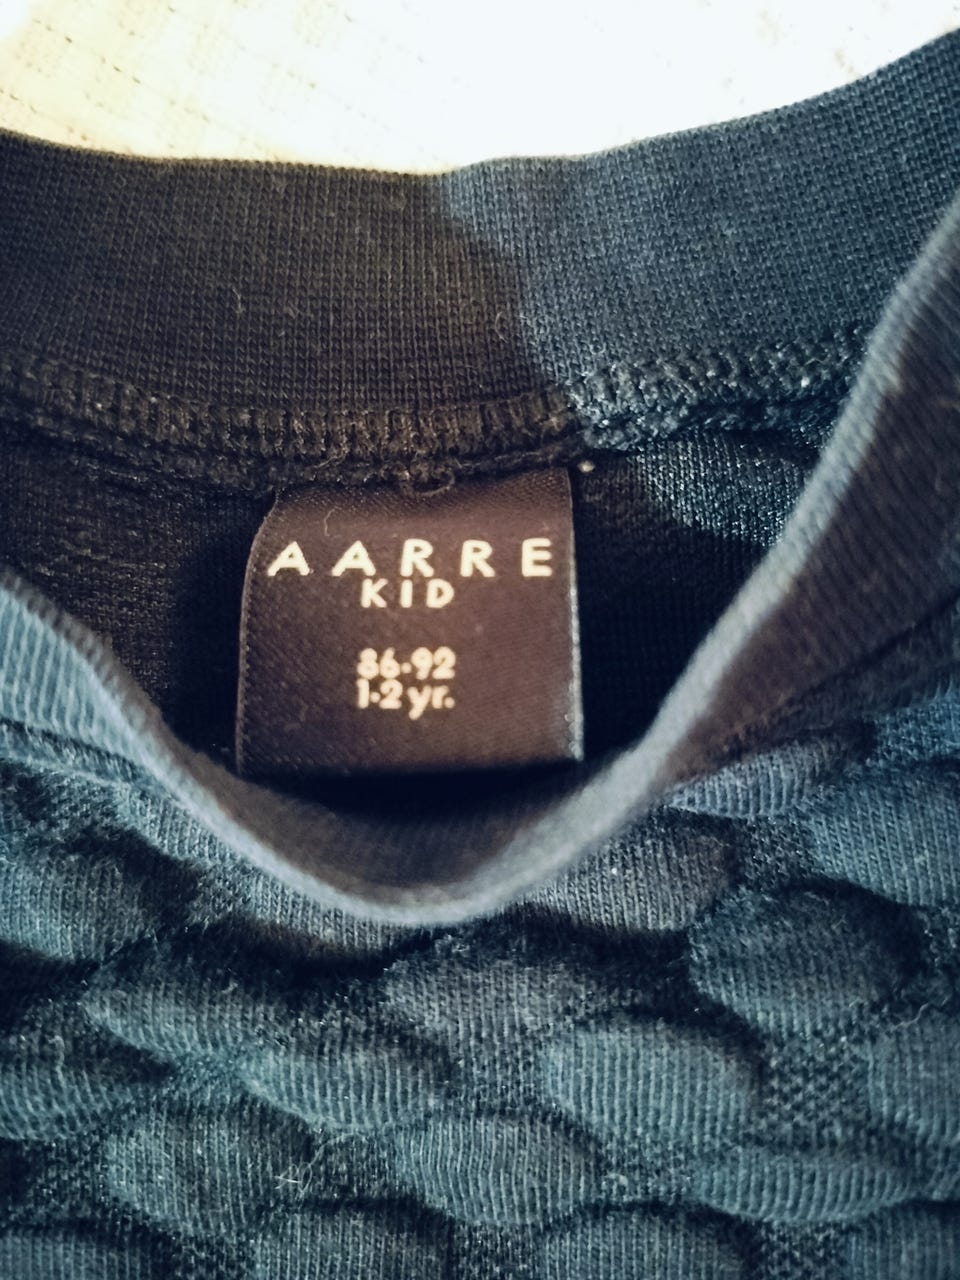 AARRE
KID
86-92
1-2 yr.